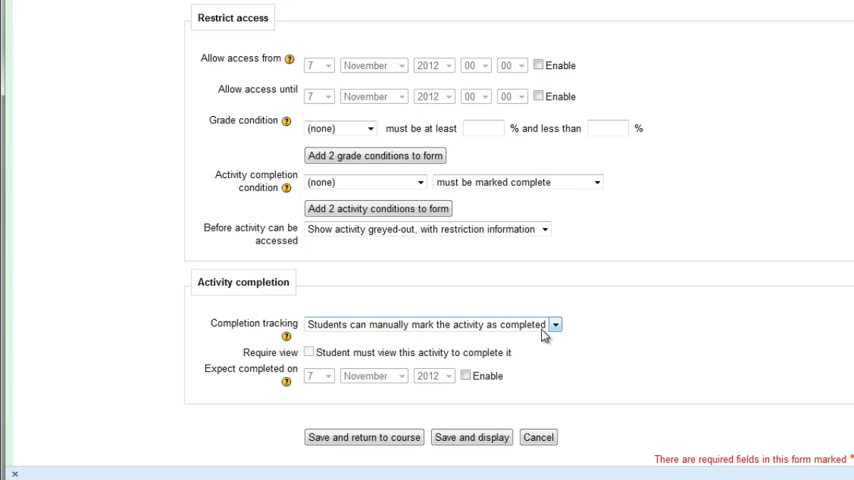 Restrict access
Allow access from ? 7 November 2012 00 00 Enable
Allow access until 7 November 2012 00 00 Enable
Grade condition ? (none) must be at least % and less than %
Add 2 grade conditions to form
Activity completion
condition ? (none) must be marked complete
Add 2 activity conditions to form
Before activity can be
accessed Show activity greyed-out, with restriction information
Activity completion
Completion tracking Students can manually mark the activity as completed
?
Require view Student must view this activity to complete it
Expect completed on 7 November 2012 Enable
?
Save and return to course Save and display Cancel
There are required fields in this form marked *
×